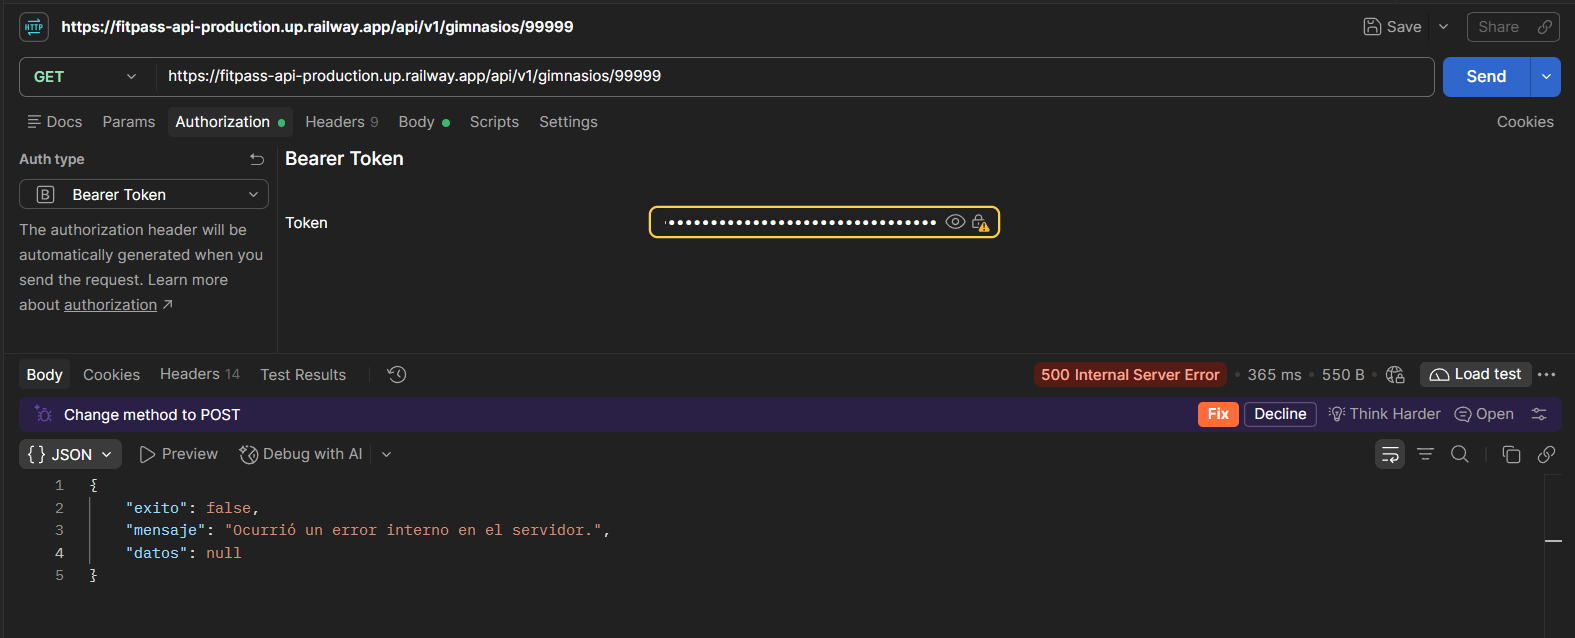 HTTP https://fitpass-api-production.up.railway.app/api/v1/gimnasios/99999 Save Share
GET https://fitpass-api-production.up.railway.app/api/v1/gimnasios/99999 Send
Docs Params Authorization Headers 9 Body Scripts Settings Cookies
Auth type
Bearer Token
B Bearer Token
Token
The authorization header will be
automatically generated when you
send the request. Learn more
about authorization
Body Cookies Headers 14 Test Results 500 Internal Server Error • 365 ms • 550 B • Load test
Change method to POST Fix Decline Think Harder Open
{ } JSON Preview Debug with AI
1 {
2 "exito": false,
3 "mensaje": "Ocurrió un error interno en el servidor.",
4 "datos": null
5 }